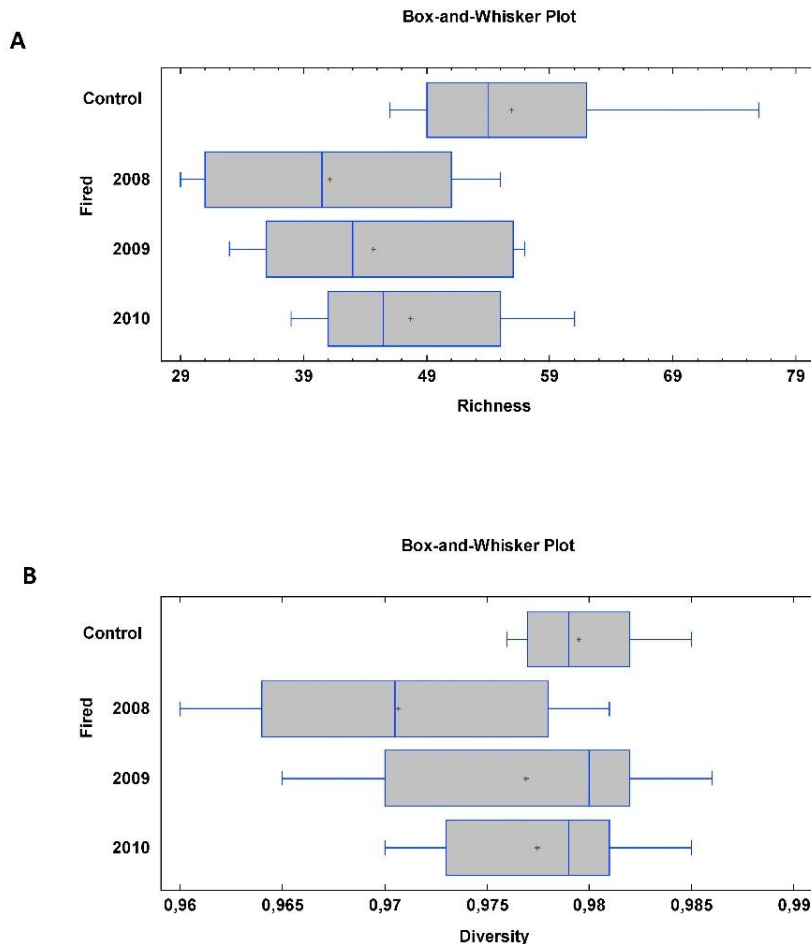 Box-and-Whisker Plot
A
Control
2008
Fired
2009
2010
29 39 49 59 69 79
Richness
Box-and-Whisker Plot
B
Control
2008
Fired
2009
2010
0,96 0,965 0,97 0,975 0,98 0,985 0,99
Diversity